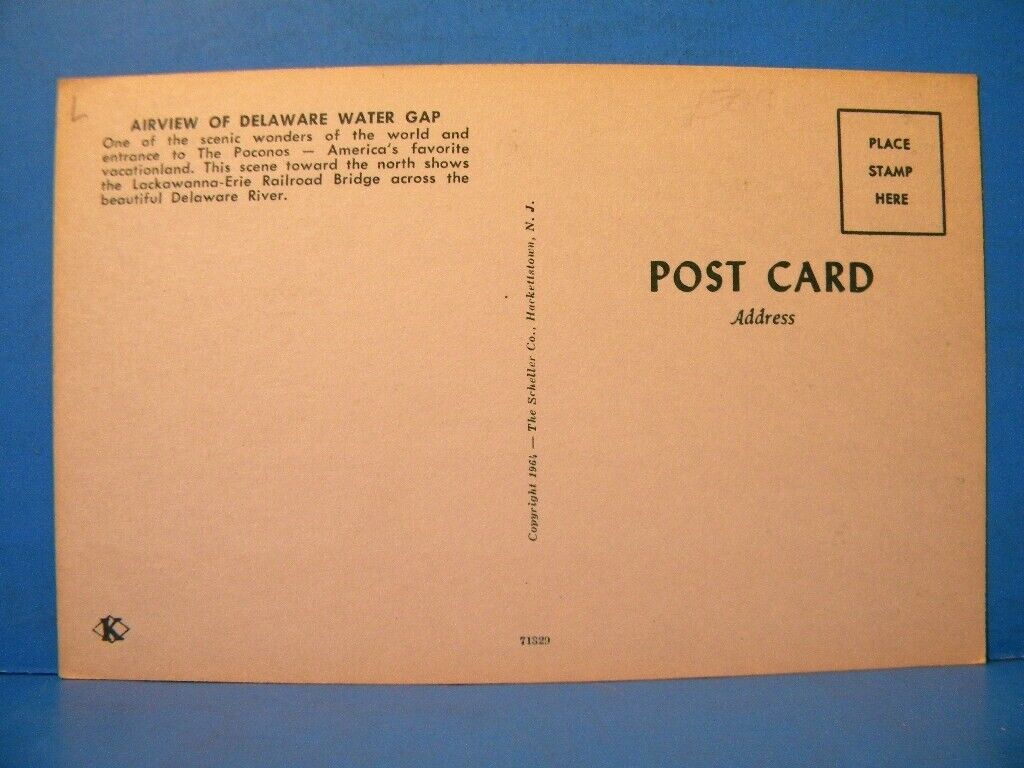 AIRVIEW OF DELAWARE WATER GAP
One of the scenic wonders of the world and
entrance to The Poconos — America's favorite
vacationland. This scene toward the north shows
the Lackawanna-Erie Railroad Bridge across the
beautiful Delaware River.
K
Copyright 1964 — The Scheller Co., Hackettstown, N. J.
71329
PLACE
STAMP
HERE
POST CARD
Address